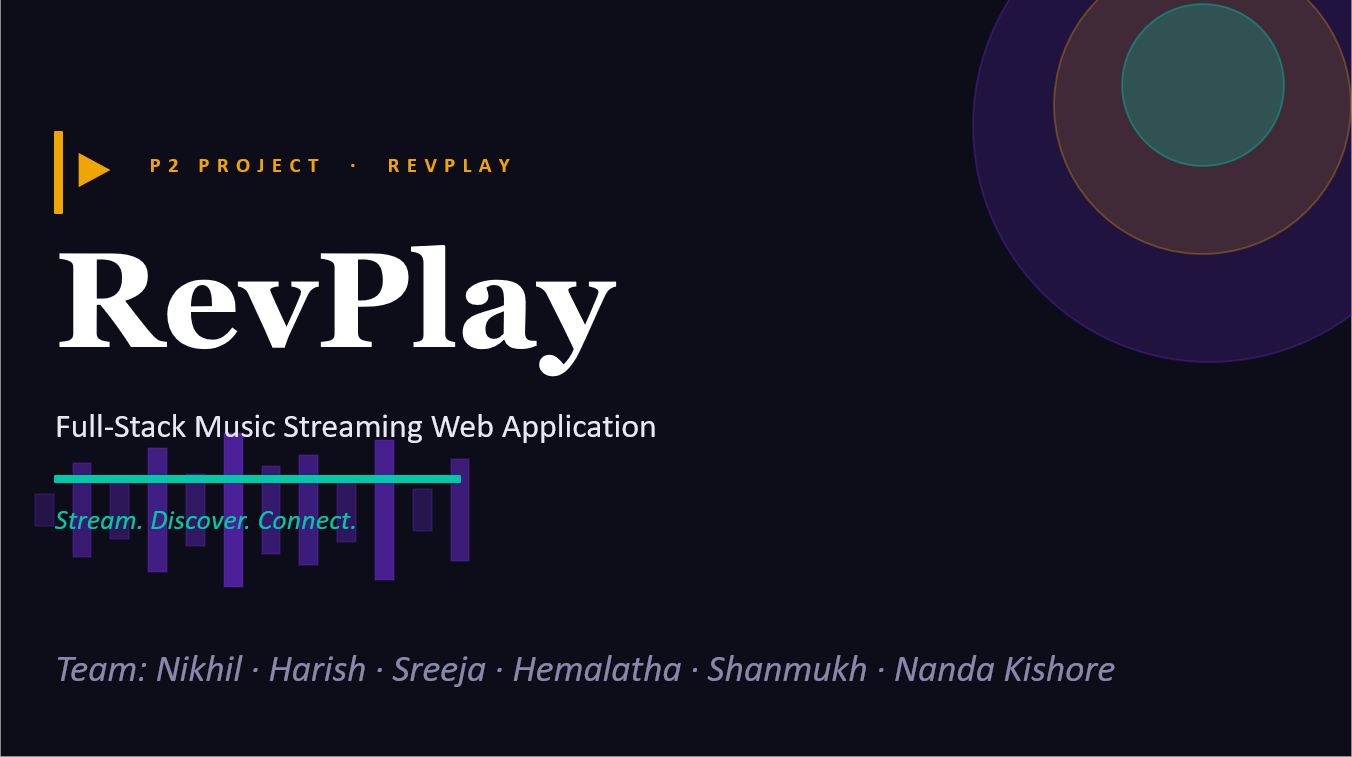 P2 PROJECT · REVPLAY
RevPlay
Full-Stack Music Streaming Web Application
Stream. Discover. Connect.
Team: Nikhil · Harish · Sreeja · Hemalatha · Shanmukh · Nanda Kishore